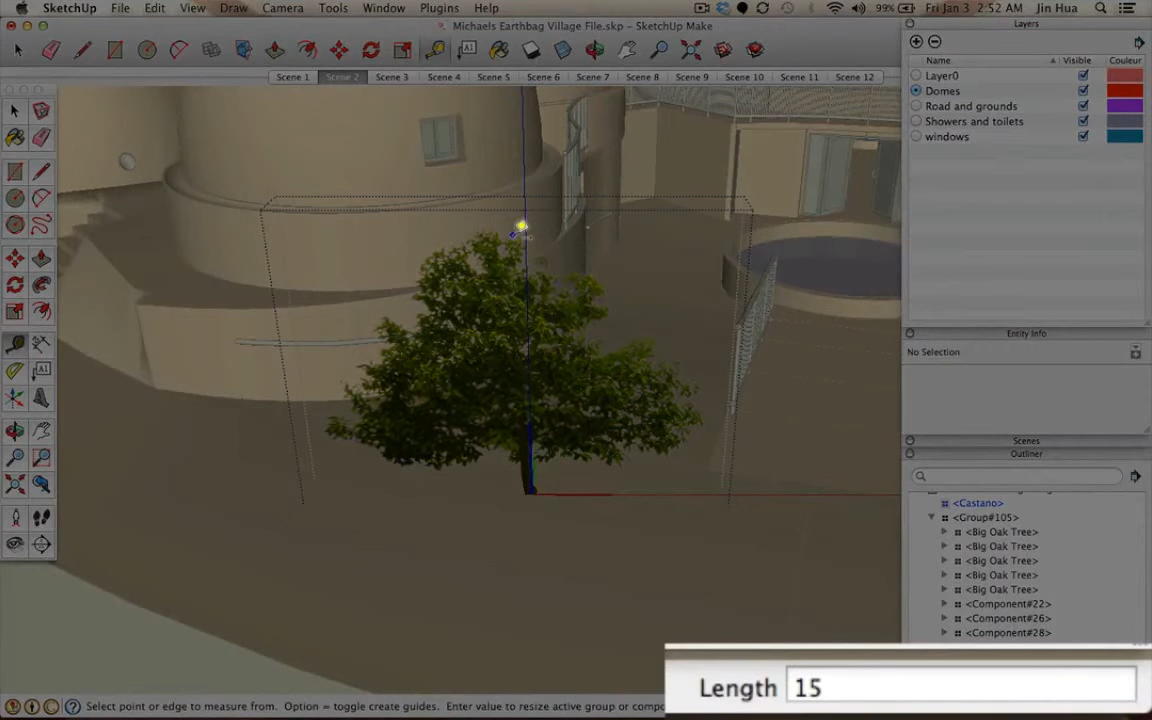 SketchUp File Edit View Draw Camera Tools Window Plugins Help 99% Fri Jan 3 2:52 AM Jin Hua
Michaels Earthbag Village File.skp – SketchUp Make
Layers
Scene 1 Scene 2 Scene 3 Scene 4 Scene 5 Scene 6 Scene 7 Scene 8 Scene 9 Scene 10 Scene 11 Scene 12
Name Visible Couleur
Layer0
Domes
Road and grounds
Showers and toilets
windows
Entity Info
No Selection
Scenes
Outliner
<Castano>
<Group#105>
<Big Oak Tree>
<Big Oak Tree>
<Big Oak Tree>
<Big Oak Tree>
<Big Oak Tree>
<Component#22>
<Component#26>
<Component#28>
Length 15
Select point or edge to measure from. Option = toggle create guides. Enter value to resize active group or compo